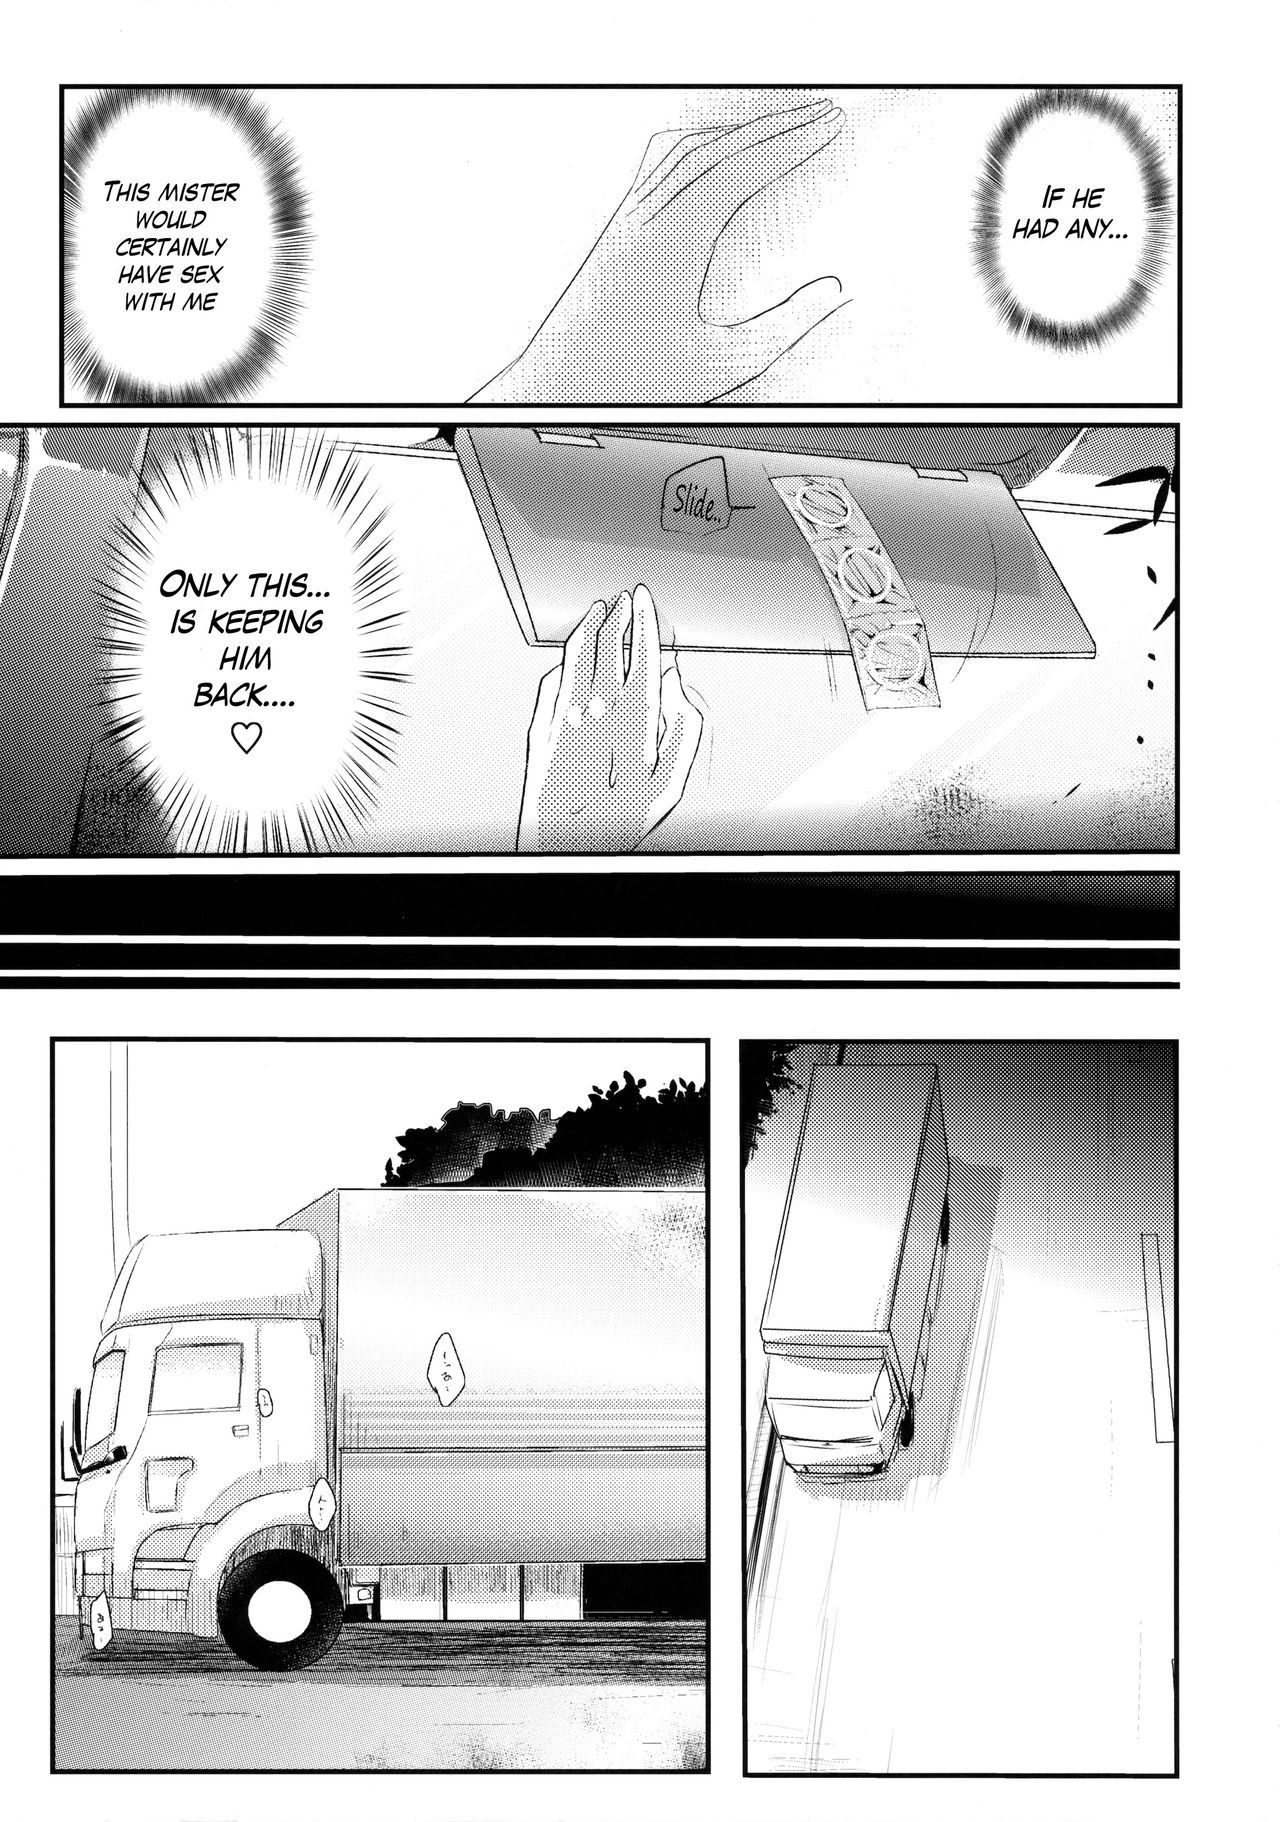 IF HE
HAD ANY...
THIS MISTER
WOULD
CERTAINLY
HAVE SEX
WITH ME
Slide..
ONLY THIS...
IS KEEPING
HIM
BACK....
♡